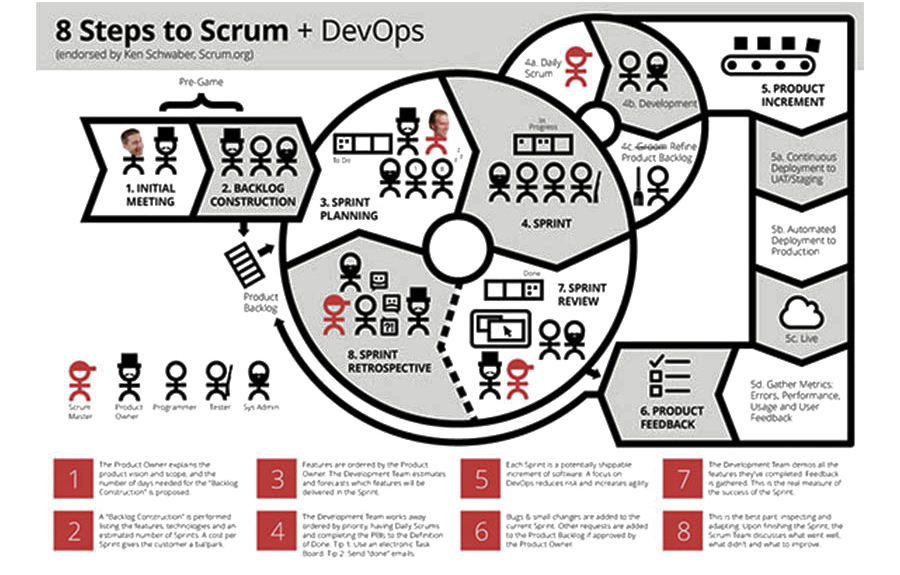 8 Steps to Scrum + DevOps
(endorsed by Ken Schwaber, Scrum.org)
Pre-Game
1. INITIAL
MEETING
2. BACKLOG
CONSTRUCTION
Product
Backlog
To Do
3. SPRINT
PLANNING
z
z
In
Progress
4. SPRINT
4a. Daily
Scrum
4b. Development
4c. Groom Refine
Product Backlog
5. PRODUCT
INCREMENT
5a. Continuous
Deployment to
UAT/Staging
5b. Automated
Deployment to
Production
5c. Live
5d. Gather Metrics:
Errors, Performance,
Usage and User
Feedback
6. PRODUCT
FEEDBACK
Done
7. SPRINT
REVIEW
?!
8. SPRINT
RETROSPECTIVE
Scrum
Master
Product
Owner
Programmer
Tester
Sys Admin
1
The Product Owner explains the
product vision and scope, and the
number of days needed for the "Backlog
Construction" is proposed.
2
A "Backlog Construction" is performed
listing the features, technologies and an
estimated number of Sprints. A cost per
Sprint gives the customer a ballpark.
3
Features are ordered by the Product
Owner. The Development Team estimates
and forecasts which features will be
delivered in the Sprint.
4
The Development Team works away
ordered by priority, having Daily Scrums
and completing the PBIs to the Definition
of Done. Tip 1: Use an electronic Task
Board. Tip 2: Send "done" emails.
5
Each Sprint is a potentially shippable
increment of software. A focus on
DevOps reduces risk and increases agility.
6
Bugs & small changes are added to the
current Sprint. Other requests are added
to the Product Backlog if approved by
the Product Owner.
7
The Development Team demos all the
features they've completed. Feedback
is gathered. This is the real measure of
the success of the Sprint.
8
This is the best part: inspecting and
adapting. Upon finishing the Sprint, the
Scrum Team discusses what went well,
what didn't and what to improve.